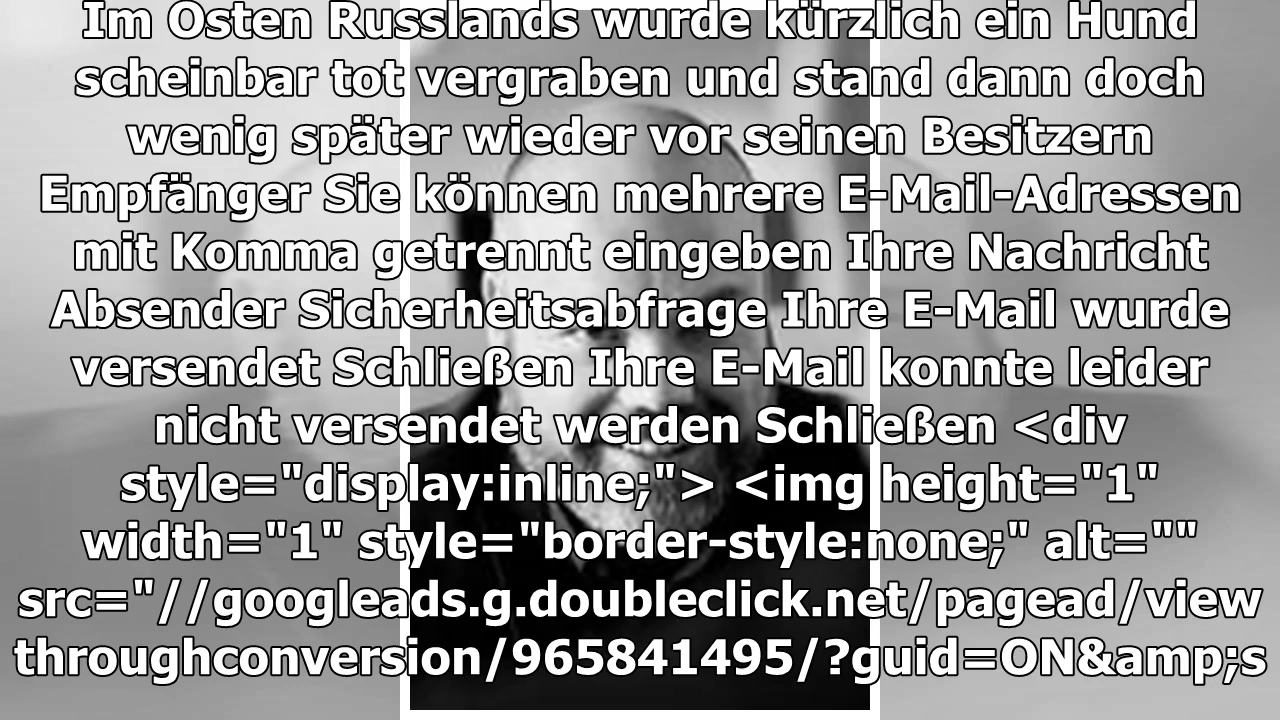 Im Osten Russlands wurde kürzlich ein Hund
scheinbar tot vergraben und stand dann doch
wenig später wieder vor seinen Besitzern
Empfänger Sie können mehrere E-Mail-Adressen
mit Komma getrennt eingeben Ihre Nachricht
Absender Sicherheitsabfrage Ihre E-Mail wurde
versendet Schließen Ihre E-Mail konnte leider
nicht versendet werden Schließen <div
style="display:inline;"> <img height="1"
width="1" style="border-style:none;" alt=""
src="//googleads.g.doubleclick.net/pagead/view
throughconversion/965841495/?guid=ON&amp;s